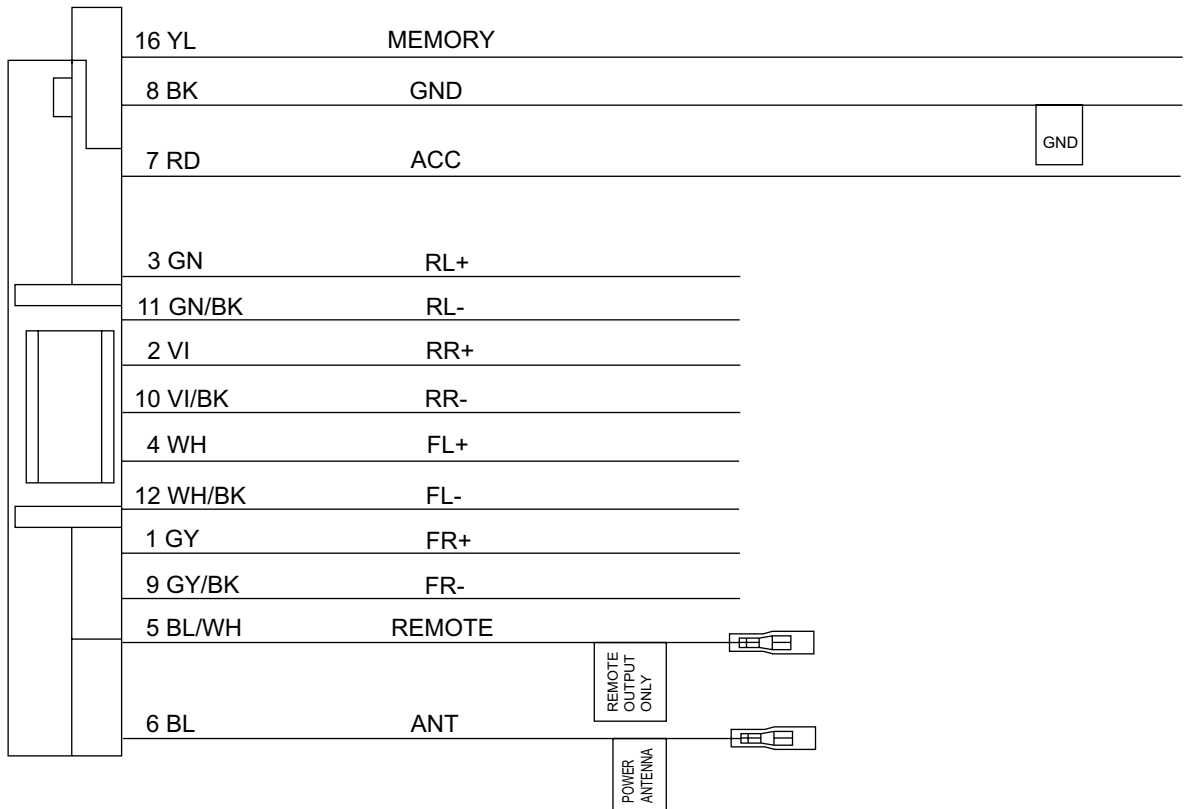 16 YL MEMORY
8 BK GND
GND
7 RD ACC
3 GN RL+
11 GN/BK RL-
2 VI RR+
10 VI/BK RR-
4 WH FL+
12 WH/BK FL-
1 GY FR+
9 GY/BK FR-
5 BL/WH REMOTE
REMOTE
OUTPUT
ONLY
6 BL ANT
POWER
ANTENNA